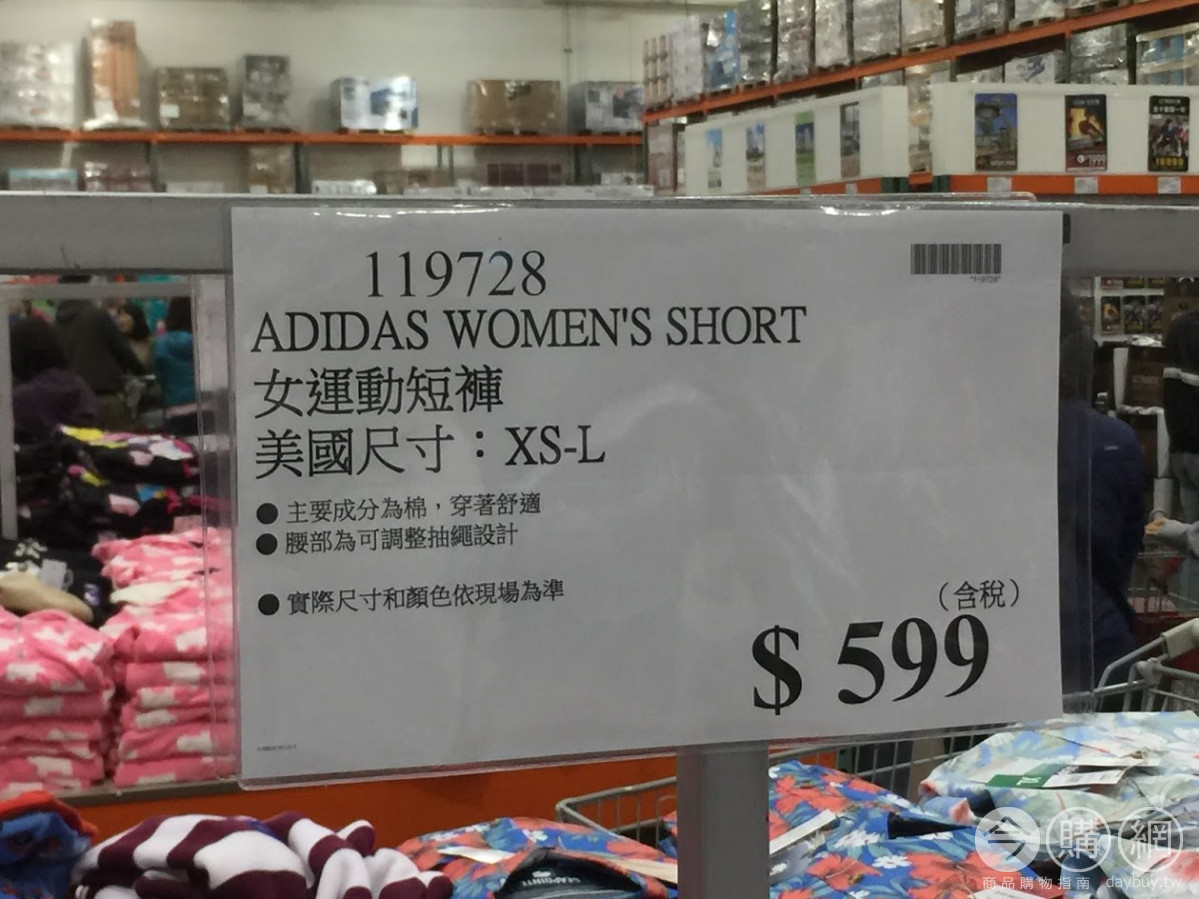 119728
ADIDAS WOMEN'S SHORT
女運動短褲
美國尺寸：XS-L
● 主要成分為棉，穿著舒適
● 腰部為可調整抽繩設計
● 實際尺寸和顏色依現場為準
（含稅）
$ 599
今購網
商品購物指南 daybuy.tw